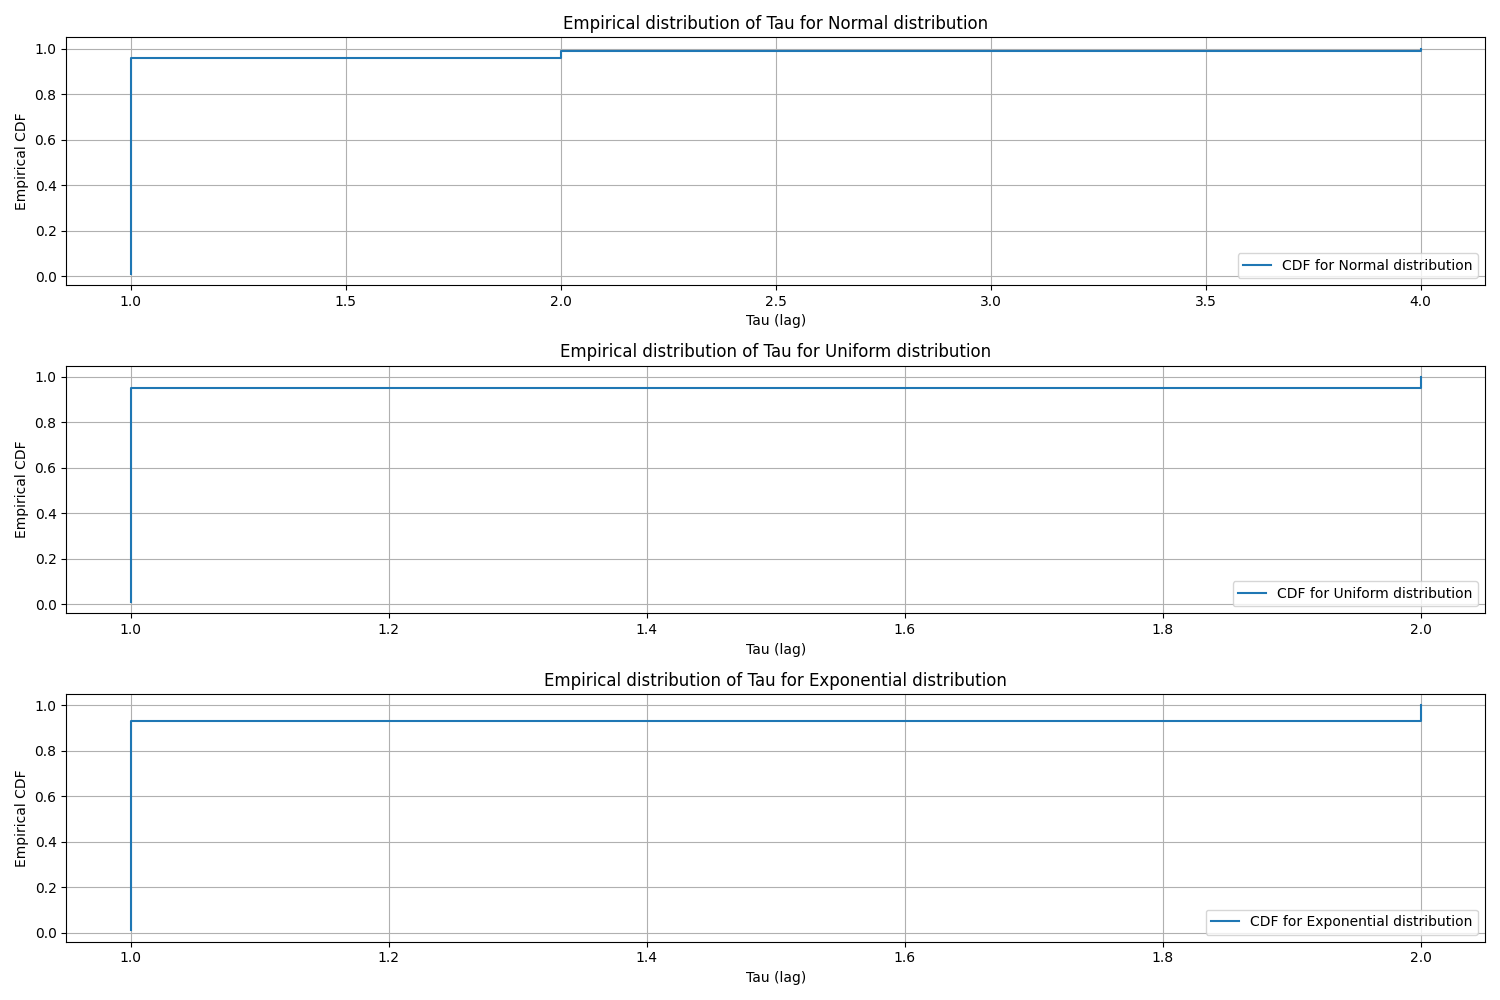 Empirical distribution of Tau for Normal distribution
Empirical CDF
1.0
0.8
0.6
0.4
0.2
0.0
CDF for Normal distribution
1.0 1.5 2.0 2.5 3.0 3.5 4.0
Tau (lag)
Empirical distribution of Tau for Uniform distribution
Empirical CDF
1.0
0.8
0.6
0.4
0.2
0.0
CDF for Uniform distribution
1.0 1.2 1.4 1.6 1.8 2.0
Tau (lag)
Empirical distribution of Tau for Exponential distribution
Empirical CDF
1.0
0.8
0.6
0.4
0.2
0.0
CDF for Exponential distribution
1.0 1.2 1.4 1.6 1.8 2.0
Tau (lag)